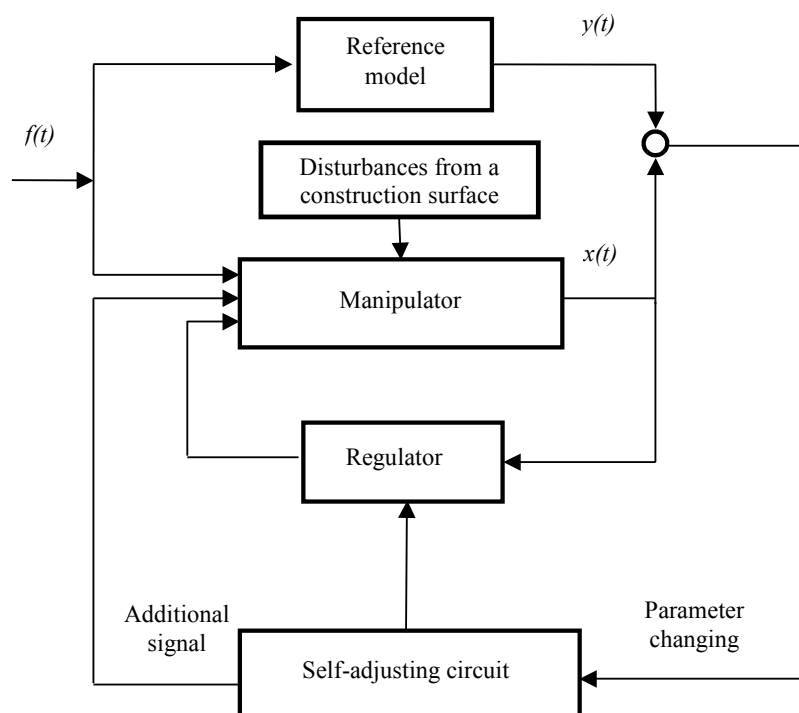 y(t)
Reference
model
f(t)
Disturbances from a
construction surface
x(t)
Manipulator
Regulator
Additional
signal
Parameter
changing
Self-adjusting circuit